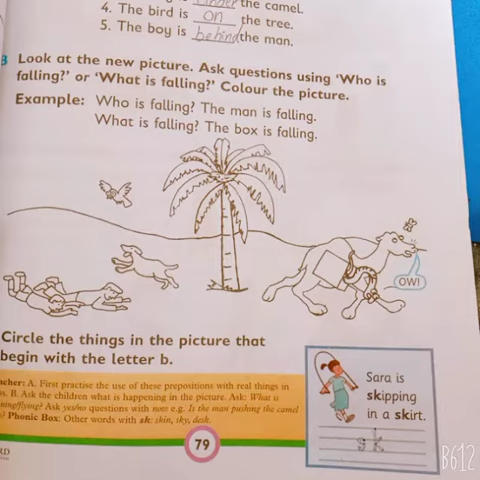 under the camel.
4. The bird is on the tree.
5. The boy is behind the man.
B Look at the new picture. Ask questions using ‘Who is
falling?’ or ‘What is falling?’ Colour the picture.
Example: Who is falling? The man is falling.
What is falling? The box is falling.
OW!
Circle the things in the picture that
begin with the letter b.
acher: A. First practise the use of these prepositions with real things in
B. Ask the children what is happening in the picture. Ask: What is
ning/flying? Ask yes/no questions with now e.g. Is the man pushing the camel
Phonic Box: Other words with sk: skin, sky, desk.
79
Sara is
skipping
in a skirt.
sk
RD
B612